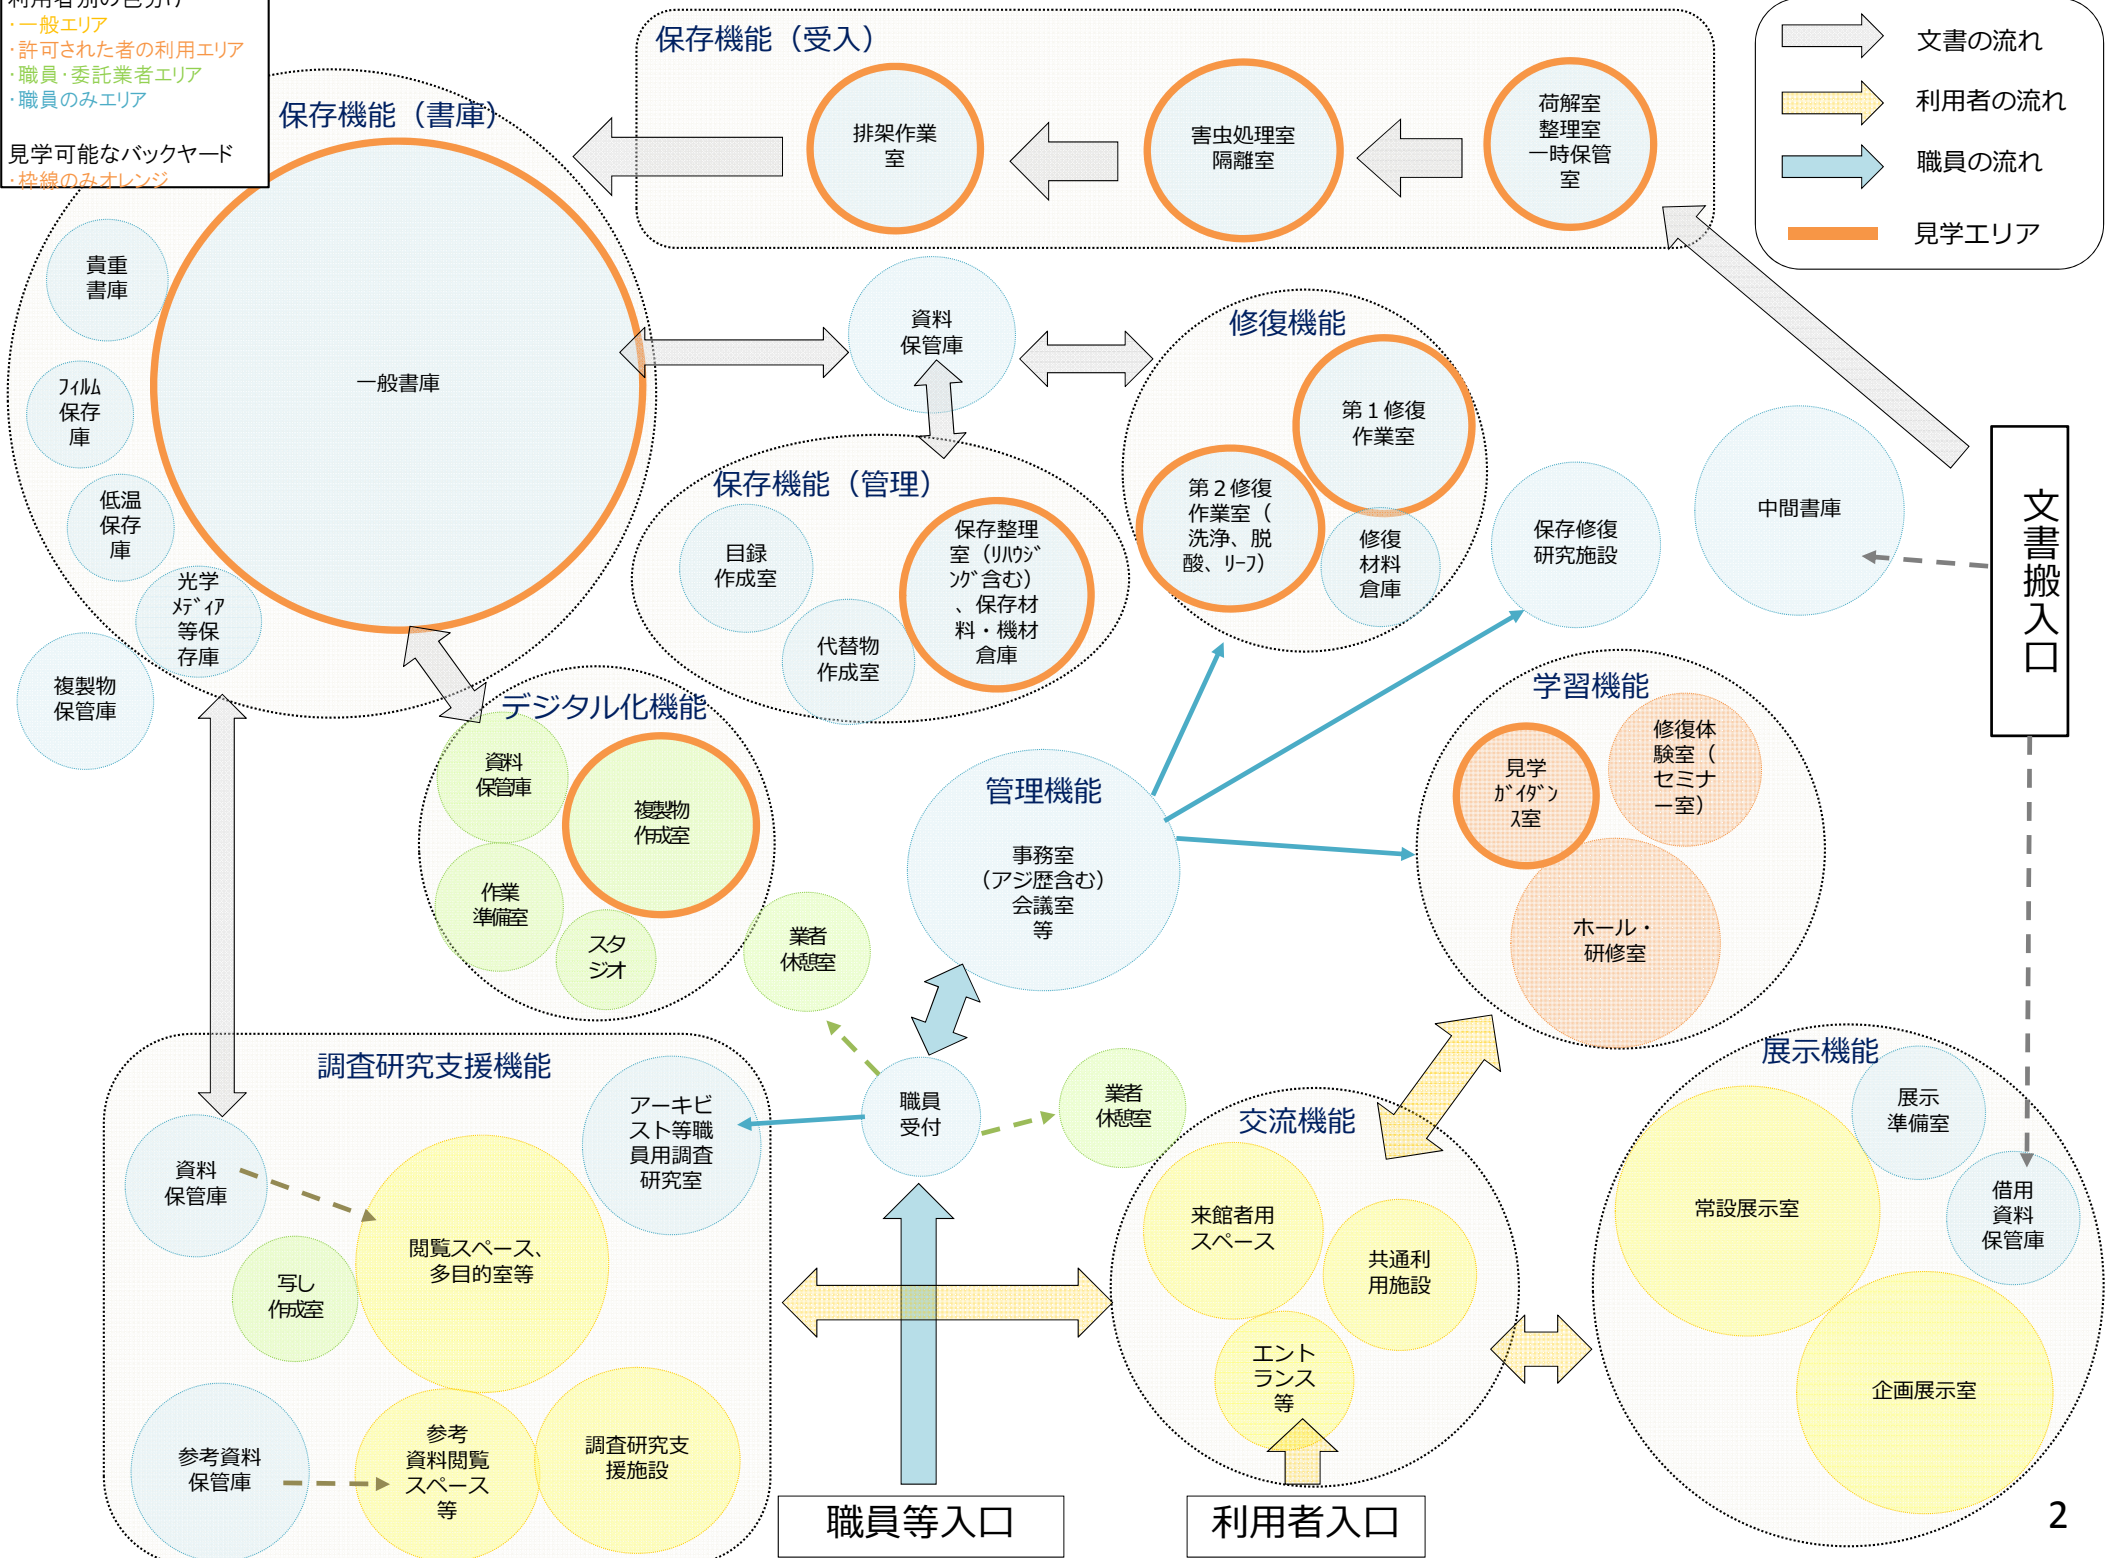 利用者別の色分け
・一般エリア
・許可された者の利用エリア
・職員・委託業者エリア
・職員のみエリア
見学可能なバックヤード
・枠線のみオレンジ
保存機能（受入）
排架作業
室
害虫処理室
隔離室
荷解室
整理室
一時保管
室
文書の流れ
利用者の流れ
職員の流れ
見学エリア
保存機能（書庫）
一般書庫
貴重
書庫
ﾌｨﾙﾑ
保存
庫
低温
保存
庫
光学
ﾒﾃﾞｨｱ
等保
存庫
複製物
保管庫
資料
保管庫
修復機能
第１修復
作業室
第２修復
作業室（
洗浄、脱
酸、ﾘｰﾌ）
修復
材料
倉庫
保存修復
研究施設
中間書庫
文書搬入口
保存機能（管理）
目録
作成室
代替物
作成室
保存整理
室（ﾘﾊｳｼﾞ
ﾝｸﾞ含む）
、保存材
料・機材
倉庫
デジタル化機能
資料
保管庫
複製物
作成室
作業
準備室
スタ
ジオ
業者
休憩室
管理機能
事務室
（アジ歴含む）
会議室
等
学習機能
見学
ｶﾞｲﾀﾞﾝ
ｽ室
修復体
験室（
セミナ
ー室）
ホール・
研修室
調査研究支援機能
アーキビ
スト等職
員用調査
研究室
資料
保管庫
閲覧スペース、
多目的室等
写し
作成室
参考資料
保管庫
参考
資料閲覧
スペース
等
調査研究支
援施設
職員
受付
業者
休憩室
交流機能
来館者用
スペース
共通利
用施設
エント
ランス
等
展示機能
展示
準備室
常設展示室
借用
資料
保管庫
企画展示室
職員等入口
利用者入口
2